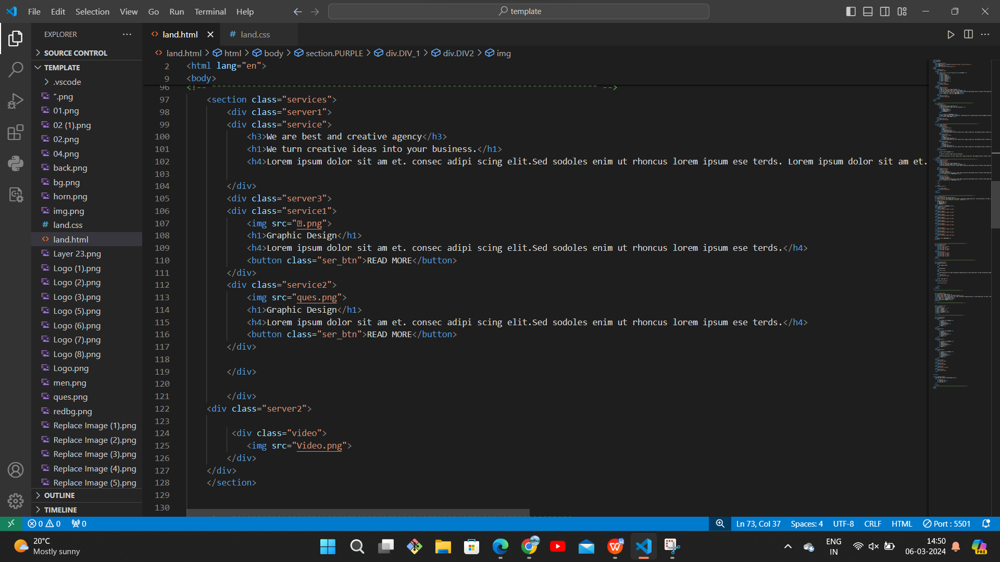 File Edit Selection View Go Run Terminal Help
template
EXPLORER
SOURCE CONTROL
TEMPLATE
.vscode
“.png
01.png
02 (1).png
02.png
04.png
back.png
bg.png
horn.png
img.png
# land.css
<> land.html
Layer 23.png
Logo (1).png
Logo (2).png
Logo (3).png
Logo (5).png
Logo (6).png
Logo (7).png
Logo (8).png
Logo.png
men.png
ques.png
redbg.png
Replace Image (1).png
Replace Image (2).png
Replace Image (3).png
Replace Image (4).png
Replace Image (5).png
OUTLINE
TIMELINE
<> land.html # land.css
<> land.html > html > body > section.PURPLE > div.DIV_1 > div.DIV2 > img
2 <html lang="en">
9 <body>
96 <!-- -->
97 <section class="services">
98 <div class="server1">
99 <div class="service">
100 <h3>We are best and creative agency</h3>
101 <h1>We turn creative ideas into your business.</h1>
102 <h4>Lorem ipsum dolor sit am et. consec adipi scing elit.Sed sodoles enim ut rhoncus lorem ipsum ese terds. Lorem ipsum dolor sit am et.
103
104 </div>
105 <div class="server3">
106 <div class="service1">
107 <img src=".png">
108 <h1>Graphic Design</h1>
109 <h4>Lorem ipsum dolor sit am et. consec adipi scing elit.Sed sodoles enim ut rhoncus lorem ipsum ese terds.</h4>
110 <button class="ser_btn">READ MORE</button>
111 </div>
112 <div class="service2">
113 <img src="ques.png">
114 <h1>Graphic Design</h1>
115 <h4>Lorem ipsum dolor sit am et. consec adipi scing elit.Sed sodoles enim ut rhoncus lorem ipsum ese terds.</h4>
116 <button class="ser_btn">READ MORE</button>
117 </div>
118
119 </div>
120
121 </div>
122 <div class="server2">
123
124 <div class="video">
125 <img src="Video.png">
126 </div>
127 </div>
128 </section>
129
130
0 0 0 Ln 73, Col 37 Spaces: 4 UTF-8 CRLF HTML Port : 5501
20°C
Mostly sunny
ENG
IN
14:50
06-03-2024
PRE